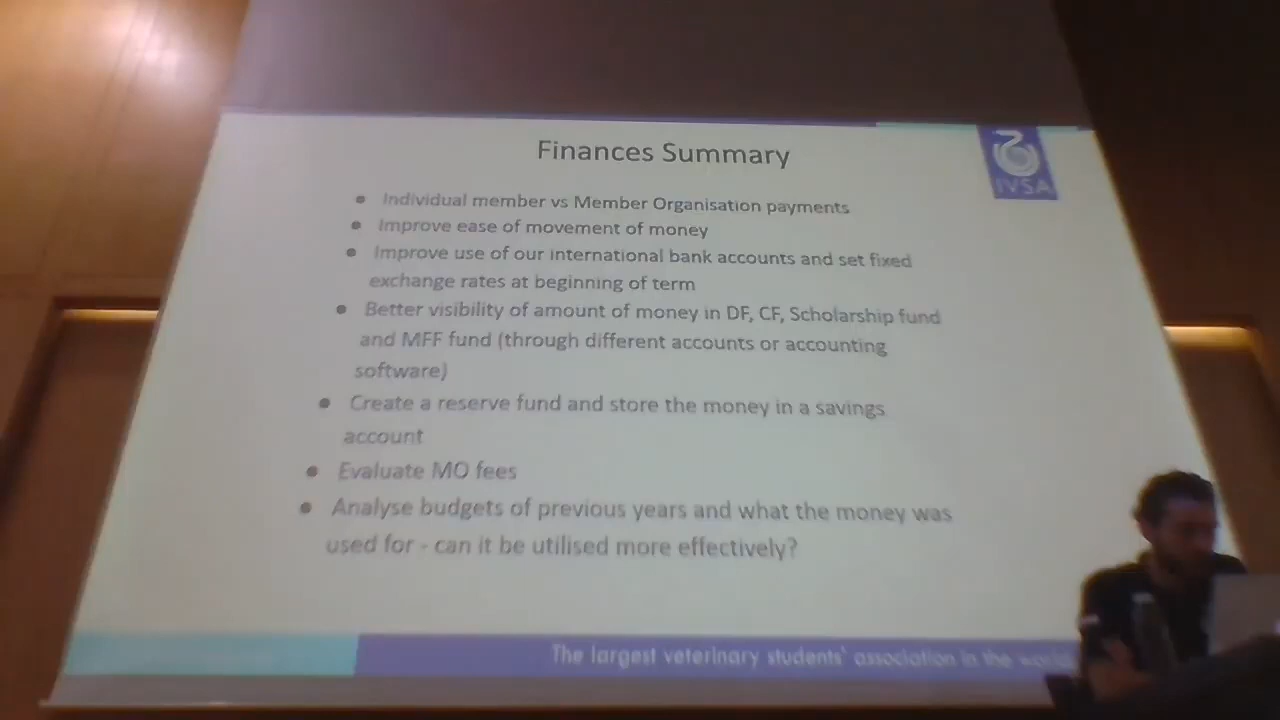 Finances Summary
IVSA
• Individual member vs Member Organisation payments
• Improve ease of movement of money
• Improve use of our international bank accounts and set fixed
exchange rates at beginning of term
• Better visibility of amount of money in DF, CF, Scholarship fund
and MFF fund (through different accounts or accounting
software)
• Create a reserve fund and store the money in a savings
account
• Evaluate MO fees
• Analyse budgets of previous years and what the money was
used for - can it be utilised more effectively?
The largest veterinary students' association in the world